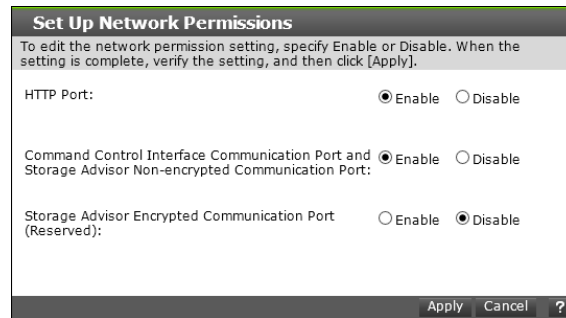 Set Up Network Permissions
To edit the network permission setting, specify Enable or Disable. When the
setting is complete, verify the setting, and then click [Apply].
HTTP Port: Enable Disable
Command Control Interface Communication Port and Enable Disable
Storage Advisor Non-encrypted Communication Port:
Storage Advisor Encrypted Communication Port Enable Disable
(Reserved):
Apply Cancel ?